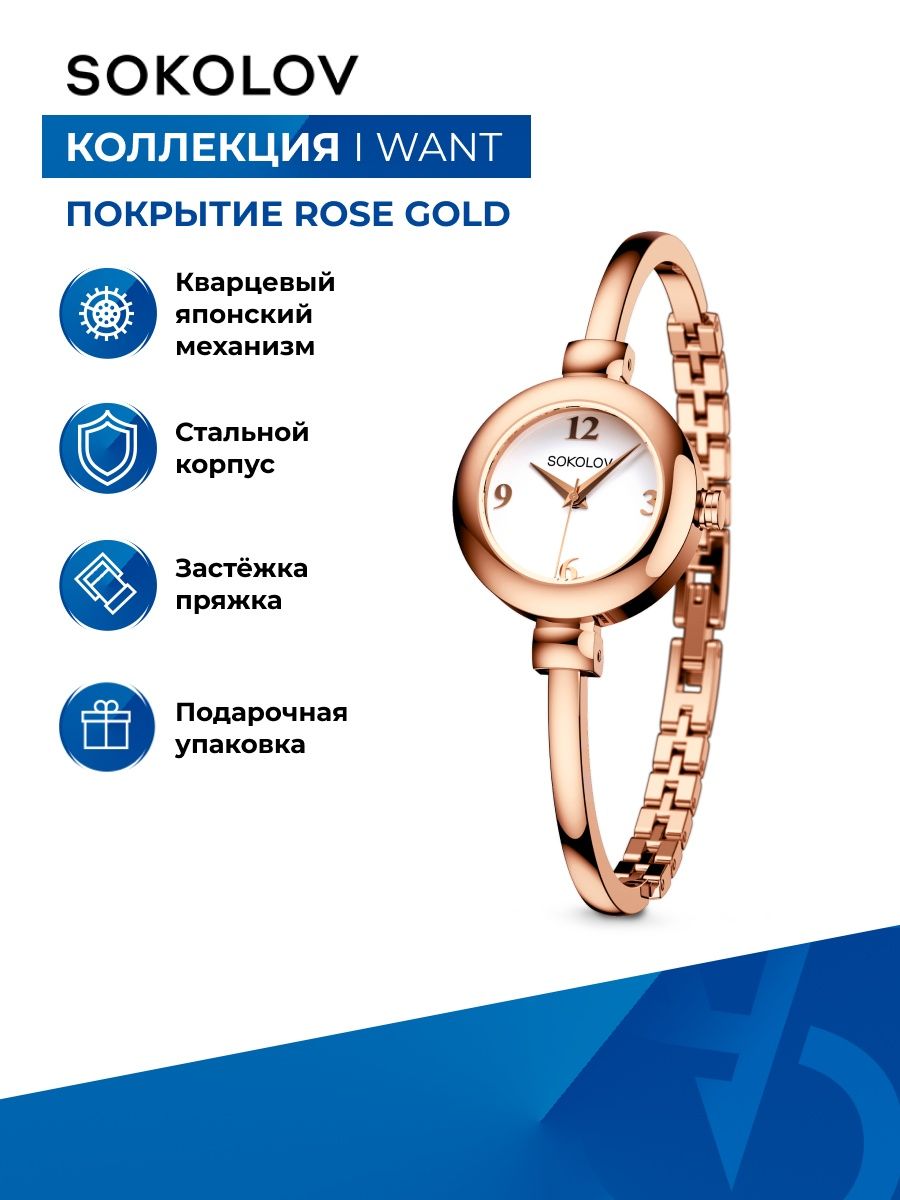 SOKOLOV
КОЛЛЕКЦИЯ I WANT
ПОКРЫТИЕ ROSE GOLD
Кварцевый
японский
механизм
Стальной
корпус
Застёжка
пряжка
Подарочная
упаковка
12
SOKOLOV
9
3
6